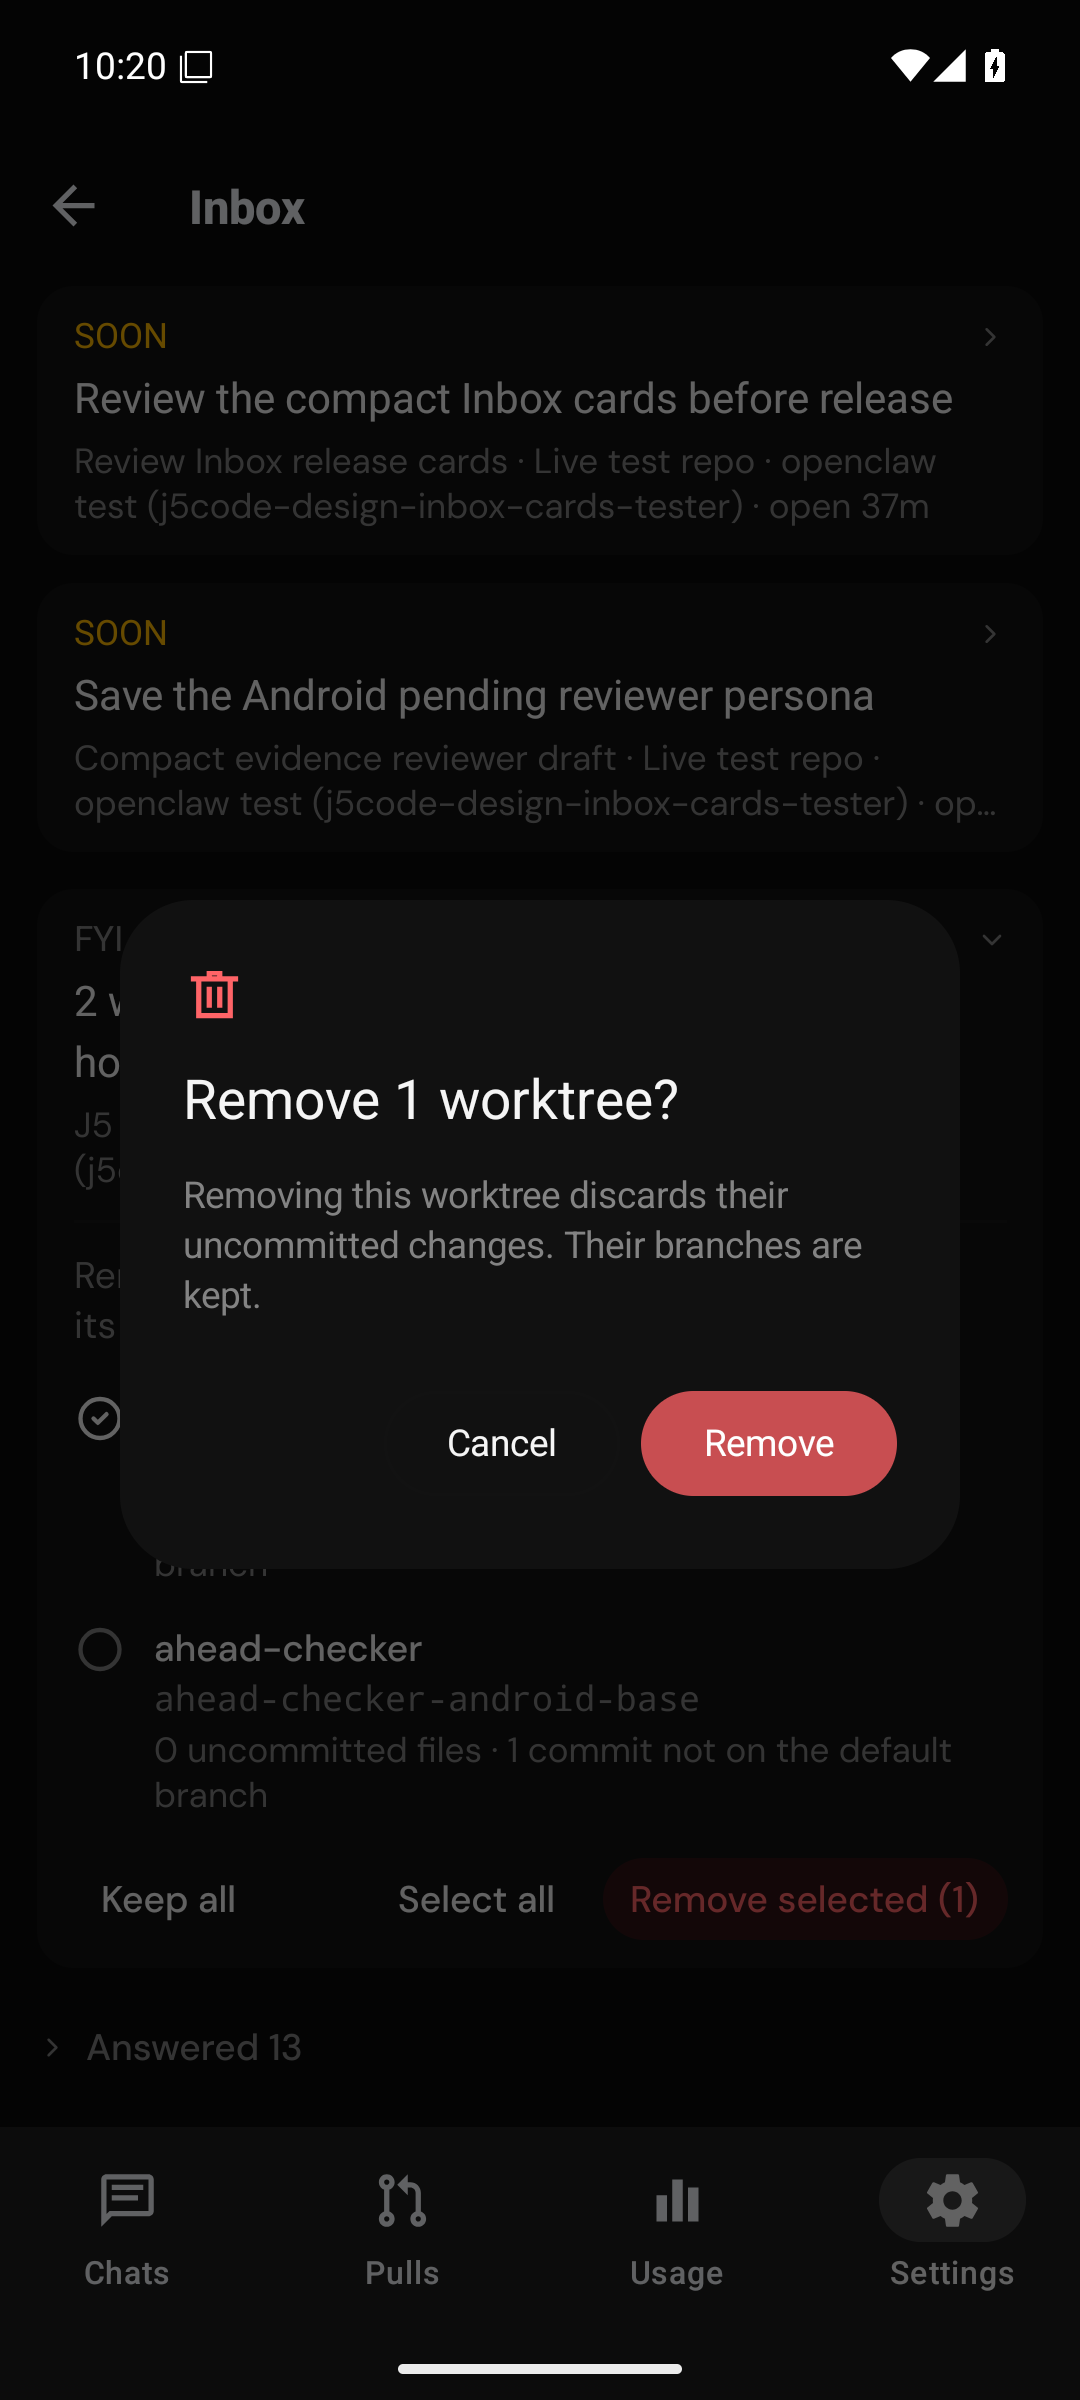 10:20
Inbox
SOON
Review the compact Inbox cards before release
Review Inbox release cards · Live test repo · openclaw
test (j5code-design-inbox-cards-tester) · open 37m
SOON
Save the Android pending reviewer persona
Compact evidence reviewer draft · Live test repo ·
openclaw test (j5code-design-inbox-cards-tester) · op…
FYI
2
J5
Remove 1 worktree?
Removing this worktree discards their
uncommitted changes. Their branches are
kept.
Cancel
Remove
its
branch
ahead-checker
ahead-checker-android-base
0 uncommitted files · 1 commit not on the default
branch
Keep all
Select all
Remove selected (1)
Answered 13
Chats
Pulls
Usage
Settings